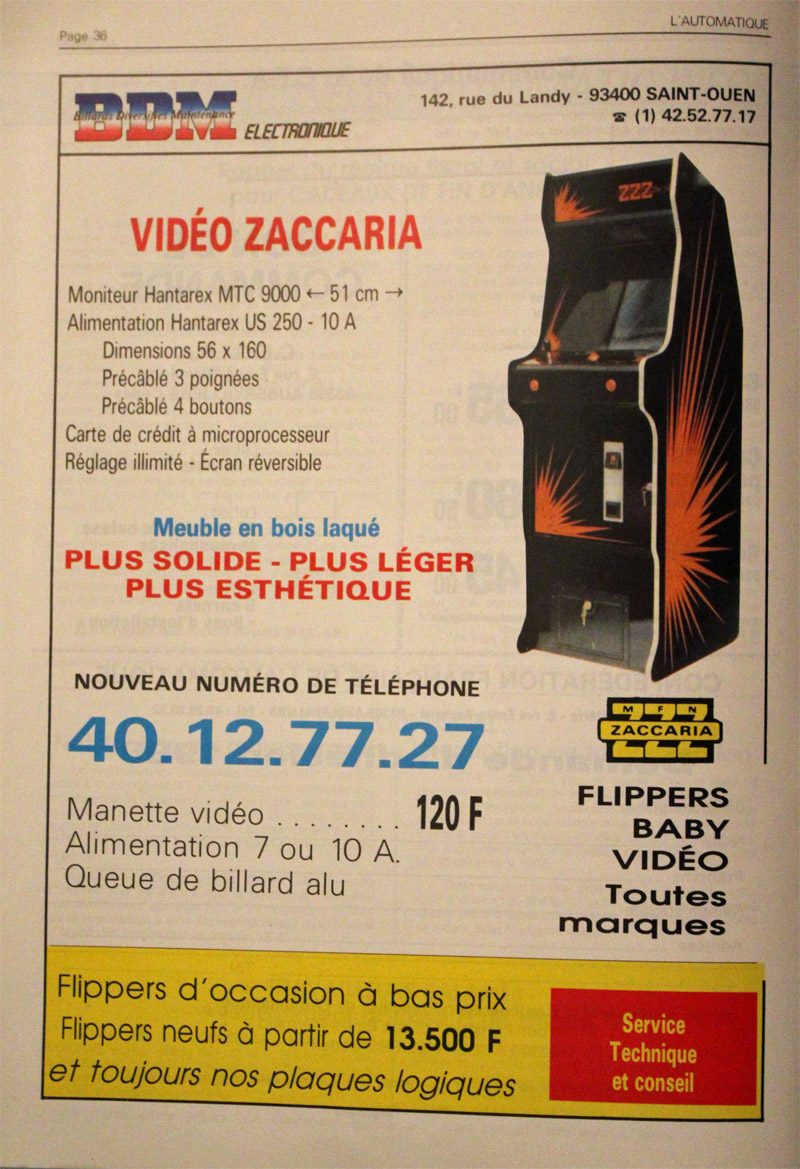 Page 36
L'AUTOMATIQUE
BDM
Billards Diversifiés Maintenance
ELECTRONIQUE
142, rue du Landy - 93400 SAINT-OUEN
☎ (1) 42.52.77.17
ZZZ
VIDÉO ZACCARIA
Moniteur Hantarex MTC 9000 ← 51 cm →
Alimentation Hantarex US 250 - 10 A
Dimensions 56 x 160
Précâblé 3 poignées
Précâblé 4 boutons
Carte de crédit à microprocesseur
Réglage illimité - Écran réversible
Meuble en bois laqué
PLUS SOLIDE - PLUS LÉGER
PLUS ESTHÉTIQUE
NOUVEAU NUMÉRO DE TÉLÉPHONE
40.12.77.27
Manette vidéo ........ 120 F
Alimentation 7 ou 10 A.
Queue de billard alu
MFN
ZACCARIA
FLIPPERS
BABY
VIDÉO
Toutes
marques
Flippers d'occasion à bas prix
Flippers neufs à partir de 13.500 F
et toujours nos plaques logiques
Service
Technique
et conseil